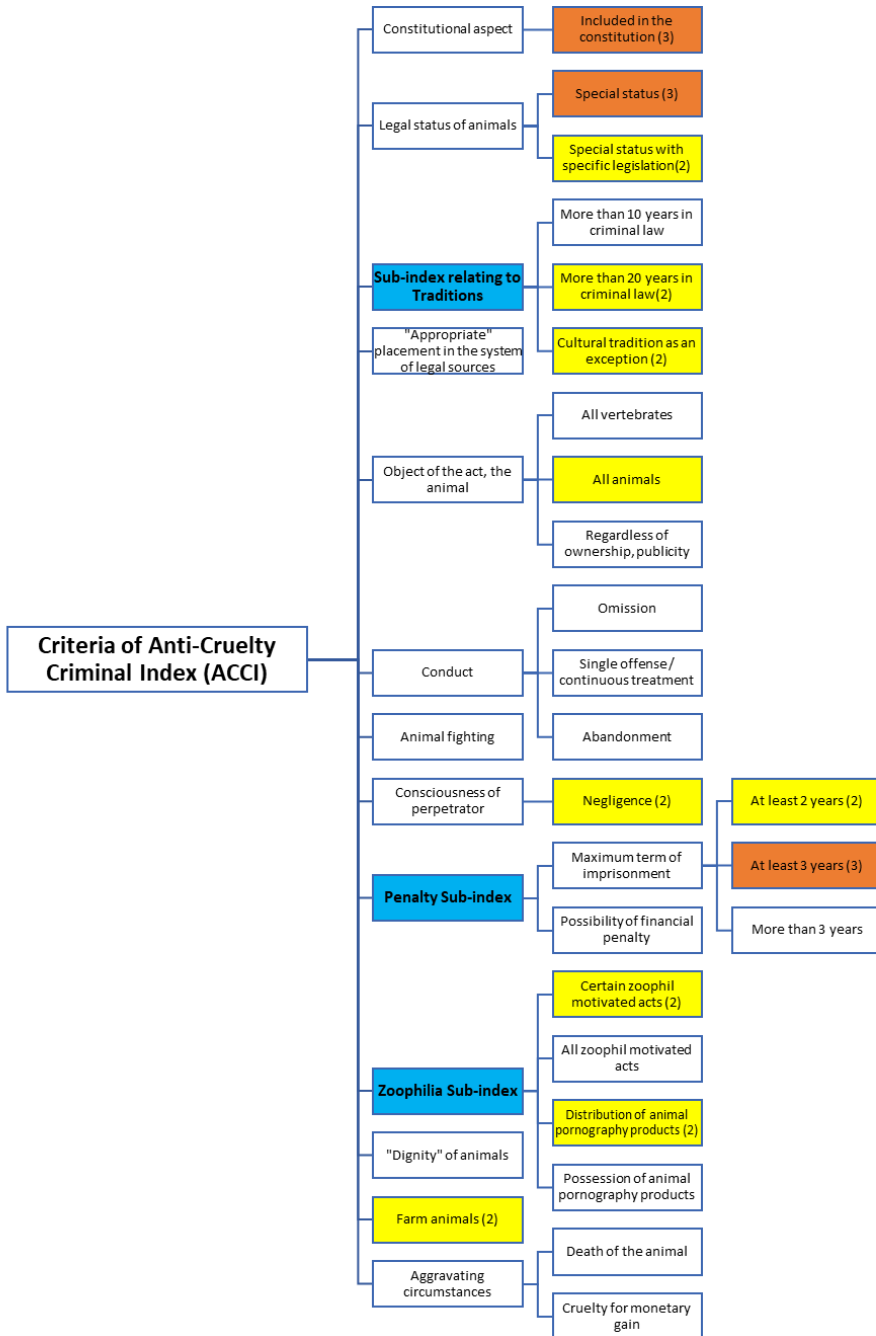 Constitutional aspect
Included in the
constitution (3)
Legal status of animals
Special status (3)
Special status with
specific legislation(2)
Sub-index relating to
Traditions
More than 10 years in
criminal law
More than 20 years in
criminal law(2)
Cultural tradition as an
exception (2)
"Appropriate"
placement in the system
of legal sources
Object of the act, the
animal
All vertebrates
All animals
Regardless of
ownership, publicity
Criteria of Anti-Cruelty
Criminal Index (ACCI)
Conduct
Omission
Single offense /
continuous treatment
Abandonment
Animal fighting
Consciousness of
perpetrator
Negligence (2)
Penalty Sub-index
Maximum term of
imprisonment
At least 2 years (2)
At least 3 years (3)
More than 3 years
Possibility of financial
penalty
Zoophilia Sub-index
Certain zoophil
motivated acts (2)
All zoophil motivated
acts
Distribution of animal
pornography products (2)
Possession of animal
pornography products
"Dignity" of animals
Farm animals (2)
Aggravating
circumstances
Death of the animal
Cruelty for monetary
gain